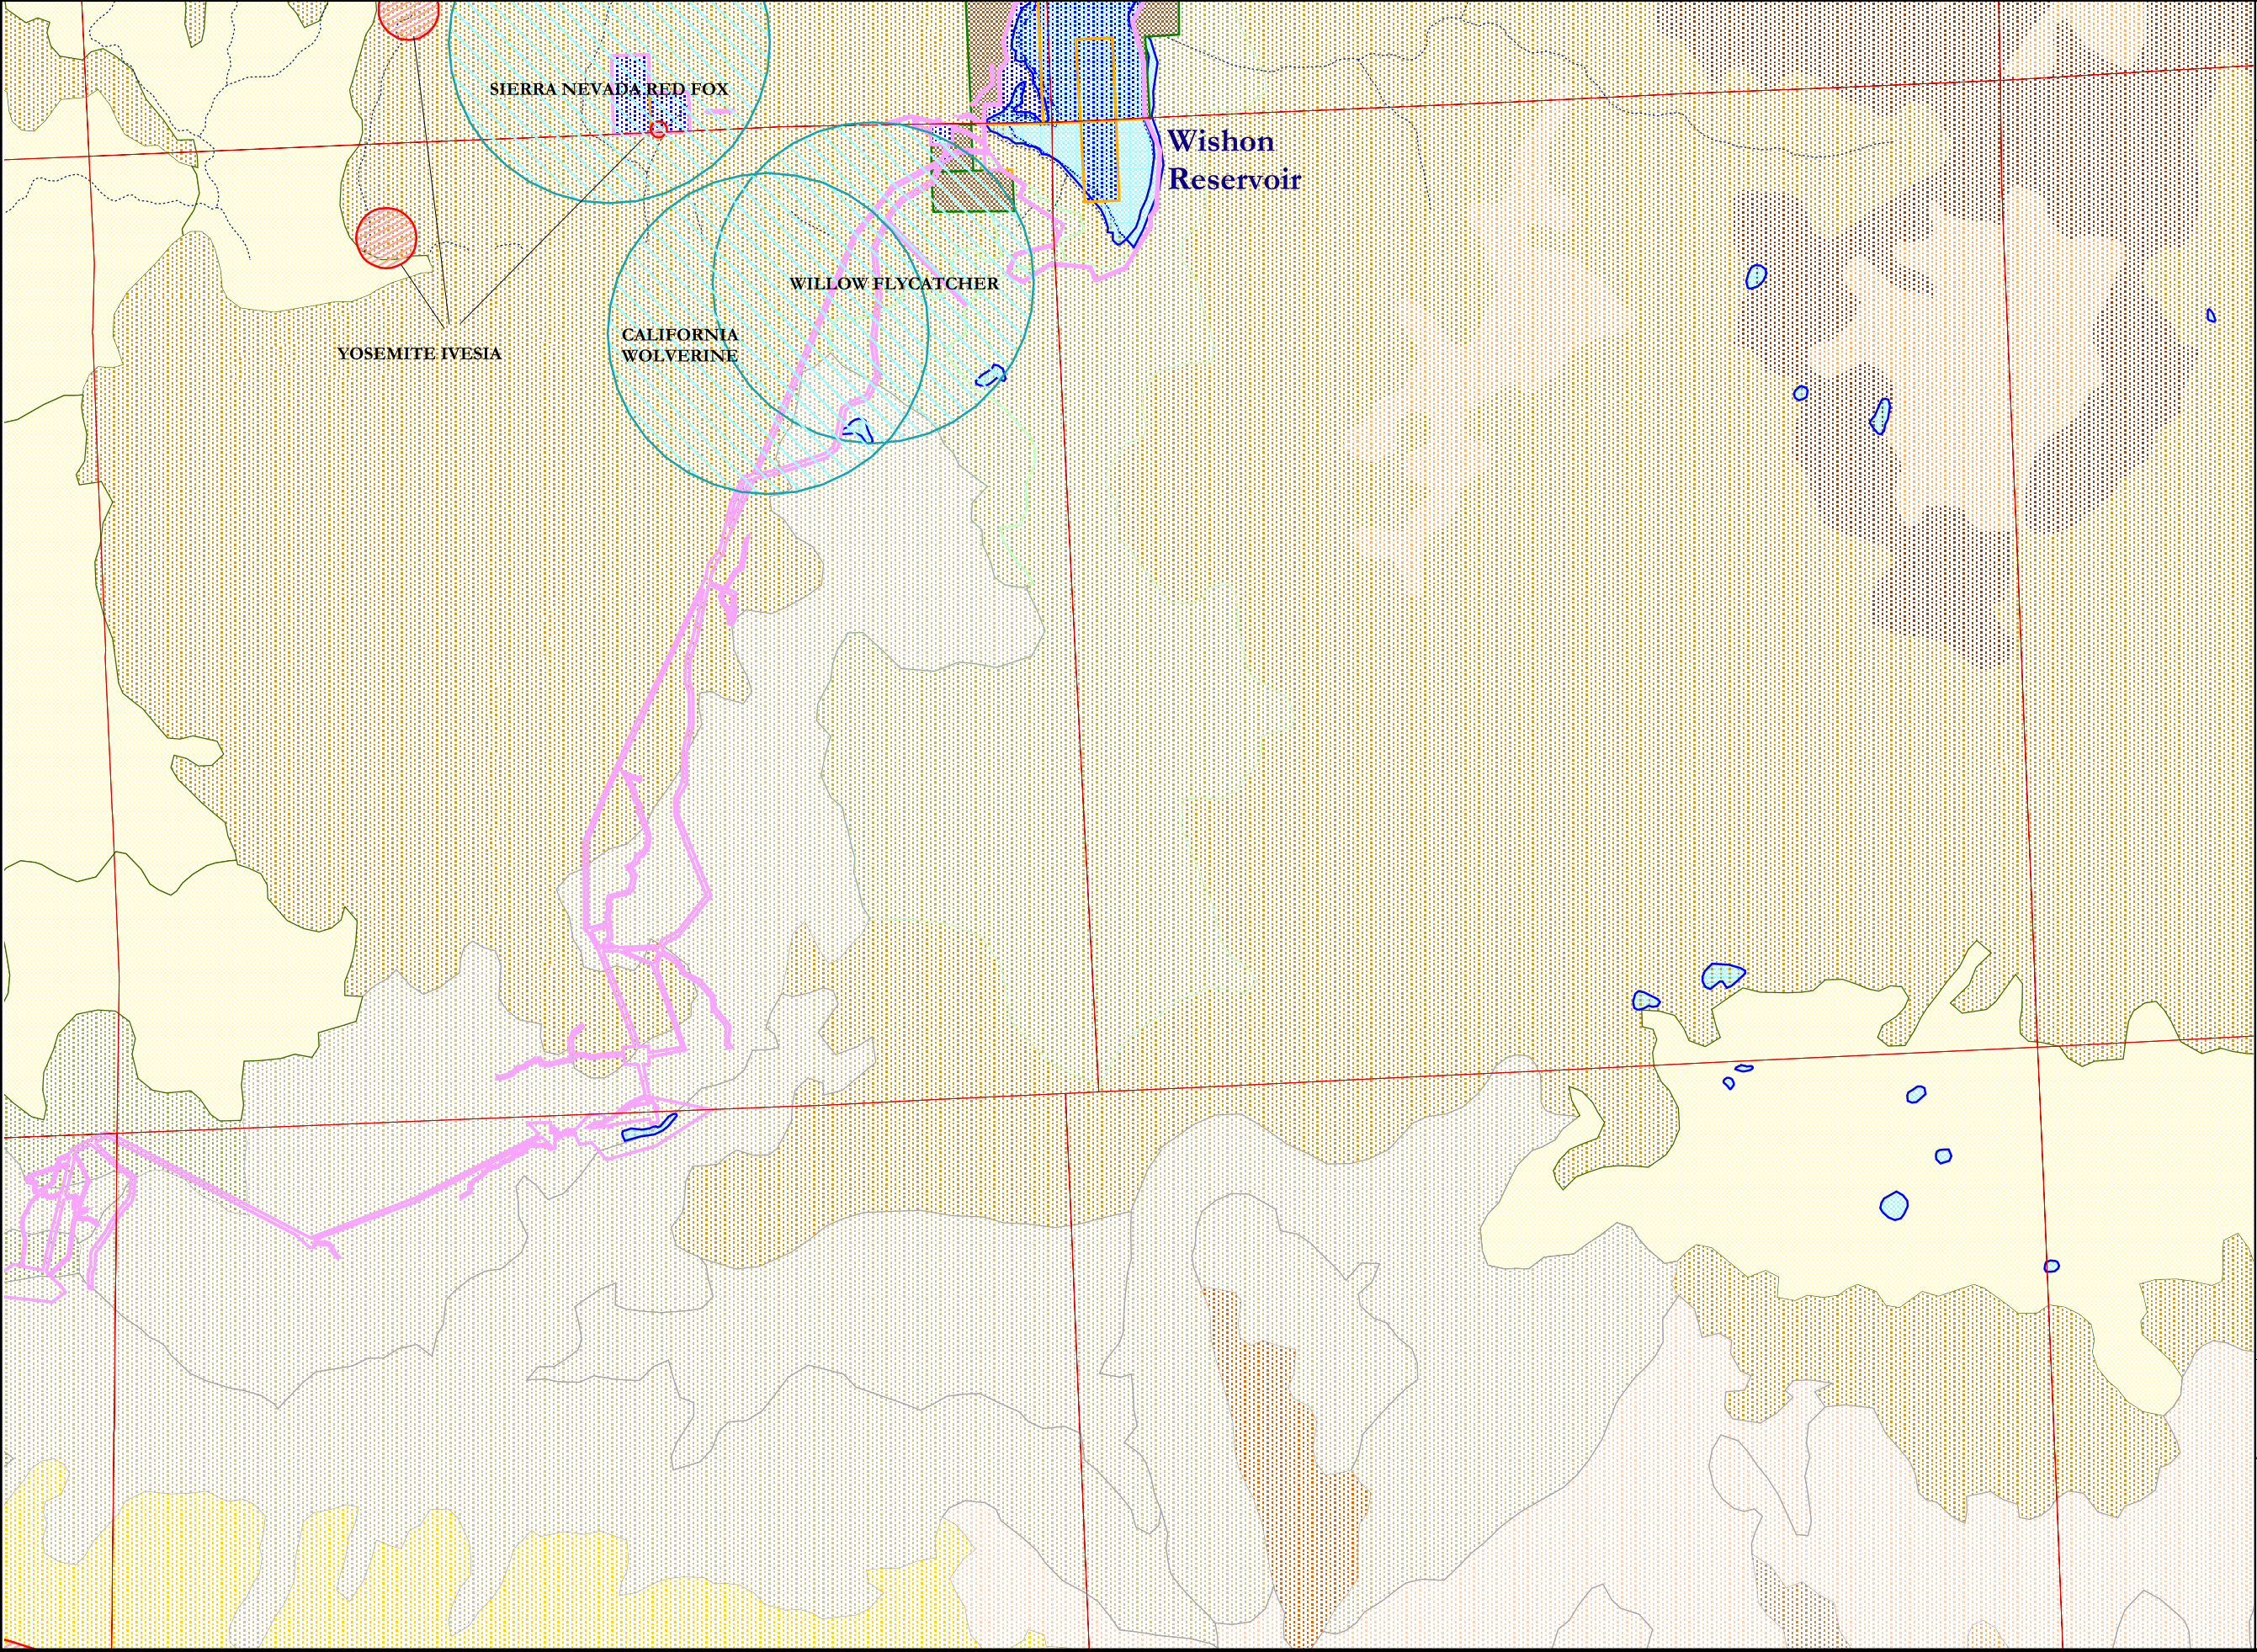 SIERRA NEVADA RED FOX
Wishon
Reservoir
WILLOW FLYCATCHER
CALIFORNIA
WOLVERINE
YOSEMITE IVESIA